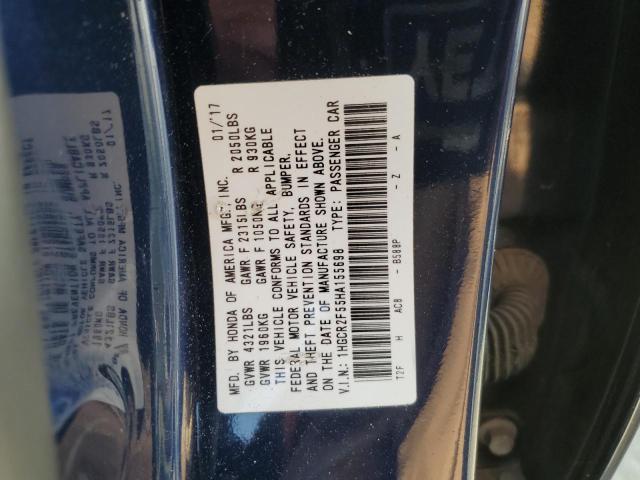 MFD. BY HONDA OF AMERICA MFG., INC. 01/'17
GVWR 4321LBS GAWR F 2315LBS R 2050LBS
GVWR 1960KG GAWR F 1050KG R 930KG
THIS VEHICLE CONFORMS TO ALL APPLICABLE
FEDERAL MOTOR VEHICLE SAFETY, BUMPER,
AND THEFT PREVENTION STANDARDS IN EFFECT
ON THE DATE OF MANUFACTURE SHOWN ABOVE.
V.I.N.: 1HGCR2F55HA155698 TYPE: PASSENGER CAR
T2F H AC8 - B588P - Z - A